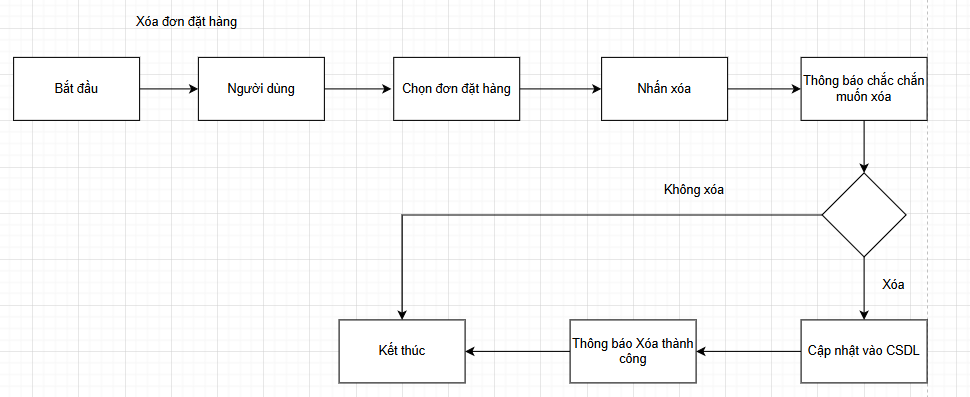 Xóa đơn đặt hàng
Bắt đầu
Người dùng
Chọn đơn đặt hàng
Nhấn xóa
Thông báo chắc chắn
muốn xóa
Không xóa
Xóa
Kết thúc
Thông báo Xóa thành
công
Cập nhật vào CSDL